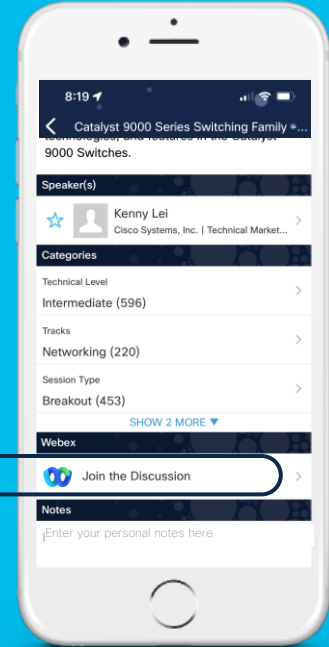 8:19
Catalyst 9000 Series Switching Family -...
technologies, and features in the Catalyst
9000 Switches.
Speaker(s)
Kenny Lei
Cisco Systems, Inc. | Technical Market...
Categories
Technical Level
Intermediate (596)
Tracks
Networking (220)
Session Type
Breakout (453)
SHOW 2 MORE ▼
Webex
Join the Discussion
Notes
Enter your personal notes here